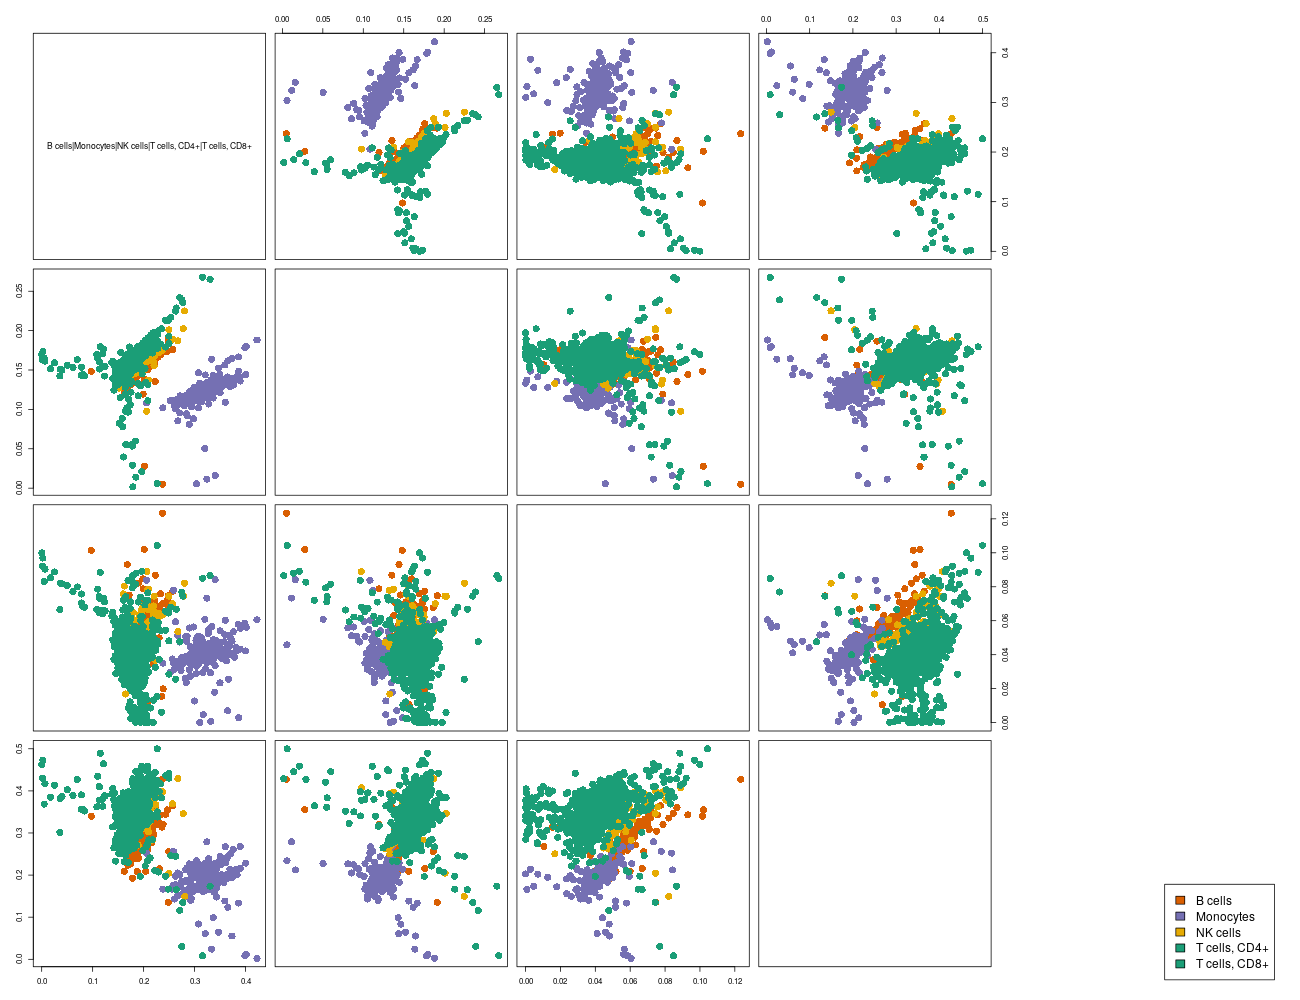 0.00 0.05 0.10 0.15 0.20 0.25
0.0 0.1 0.2 0.3 0.4 0.5
B cells|Monocytes|NK cells|T cells, CD4+|T cells, CD8+
0.0 0.1 0.2 0.3 0.4
0.00 0.05 0.10 0.15 0.20 0.25
0.00 0.02 0.04 0.06 0.08 0.10 0.12
0.0 0.1 0.2 0.3 0.4 0.5
0.0 0.1 0.2 0.3 0.4
0.00 0.02 0.04 0.06 0.08 0.10 0.12
B cells
Monocytes
NK cells
T cells, CD4+
T cells, CD8+